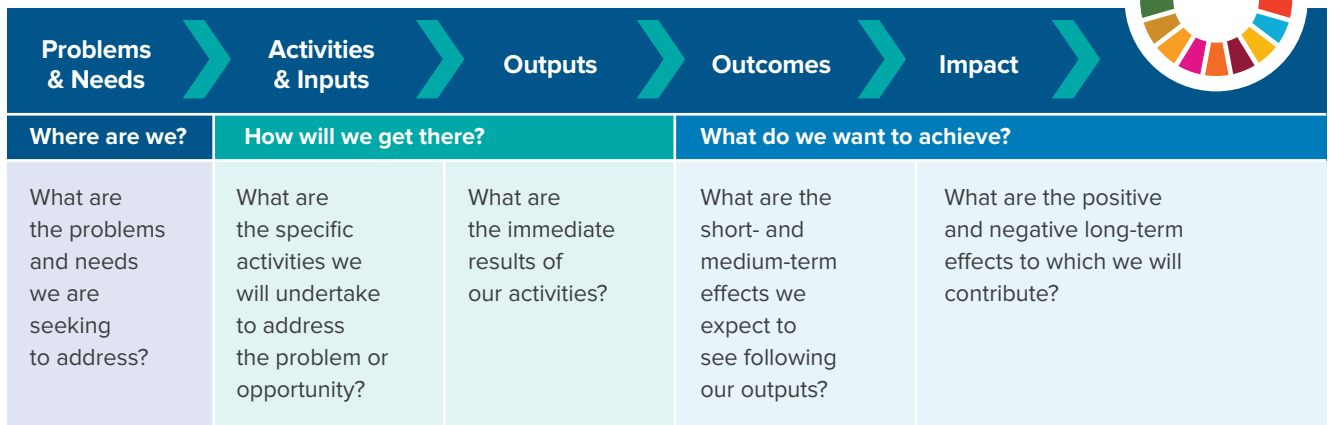 Problems
& Needs
Activities
& Inputs
Outputs
Outcomes
Impact
Where are we?
How will we get there?
What do we want to achieve?
What are
the problems
and needs
we are
seeking
to address?
What are
the specific
activities we
will undertake
to address
the problem or
opportunity?
What are
the immediate
results of
our activities?
What are the
short- and
medium-term
effects we
expect to
see following
our outputs?
What are the positive
and negative long-term
effects to which we will
contribute?